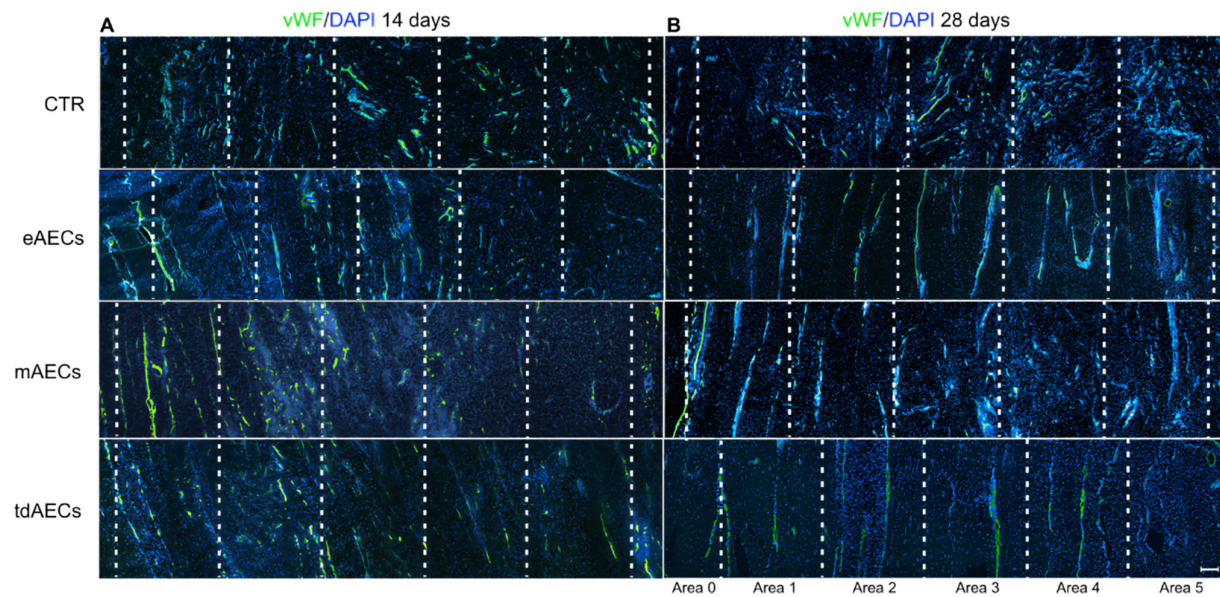 A
vWF/DAPI 14 days
B
vWF/DAPI 28 days
CTR
eAECs
mAECs
tdAECs
Area 0 Area 1 Area 2 Area 3 Area 4 Area 5